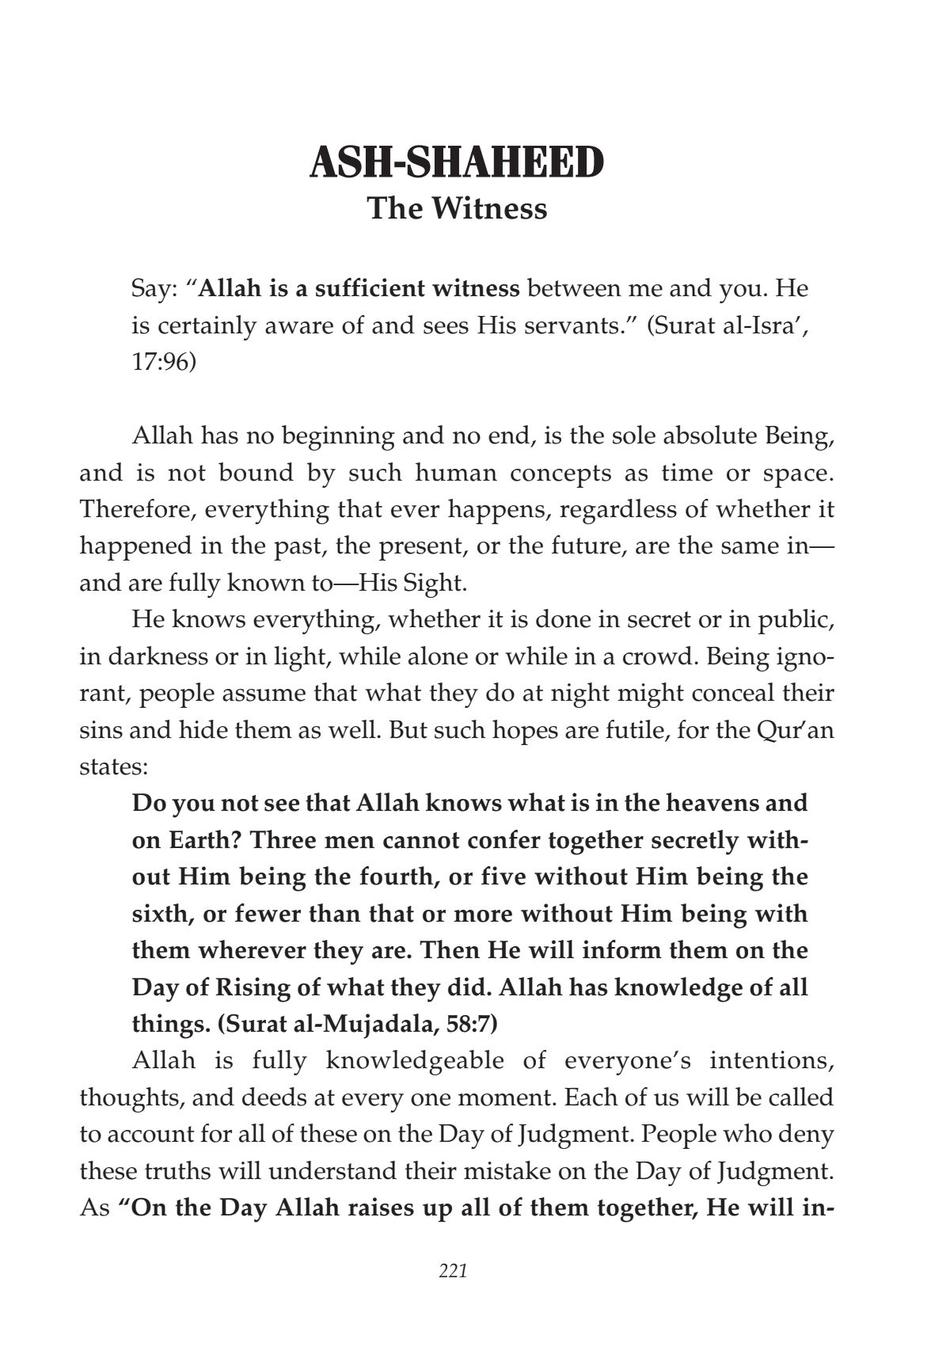 ASH-SHAHEED
The Witness
Say: “Allah is a sufficient witness between me and you. He
is certainly aware of and sees His servants.” (Surat al-Isra’,
17:96)
Allah has no beginning and no end, is the sole absolute Being,
and is not bound by such human concepts as time or space.
Therefore, everything that ever happens, regardless of whether it
happened in the past, the present, or the future, are the same in—
and are fully known to—His Sight.
He knows everything, whether it is done in secret or in public,
in darkness or in light, while alone or while in a crowd. Being igno-
rant, people assume that what they do at night might conceal their
sins and hide them as well. But such hopes are futile, for the Qur’an
states:
Do you not see that Allah knows what is in the heavens and
on Earth? Three men cannot confer together secretly with-
out Him being the fourth, or five without Him being the
sixth, or fewer than that or more without Him being with
them wherever they are. Then He will inform them on the
Day of Rising of what they did. Allah has knowledge of all
things. (Surat al-Mujadala, 58:7)
Allah is fully knowledgeable of everyone’s intentions,
thoughts, and deeds at every one moment. Each of us will be called
to account for all of these on the Day of Judgment. People who deny
these truths will understand their mistake on the Day of Judgment.
As “On the Day Allah raises up all of them together, He will in-
221